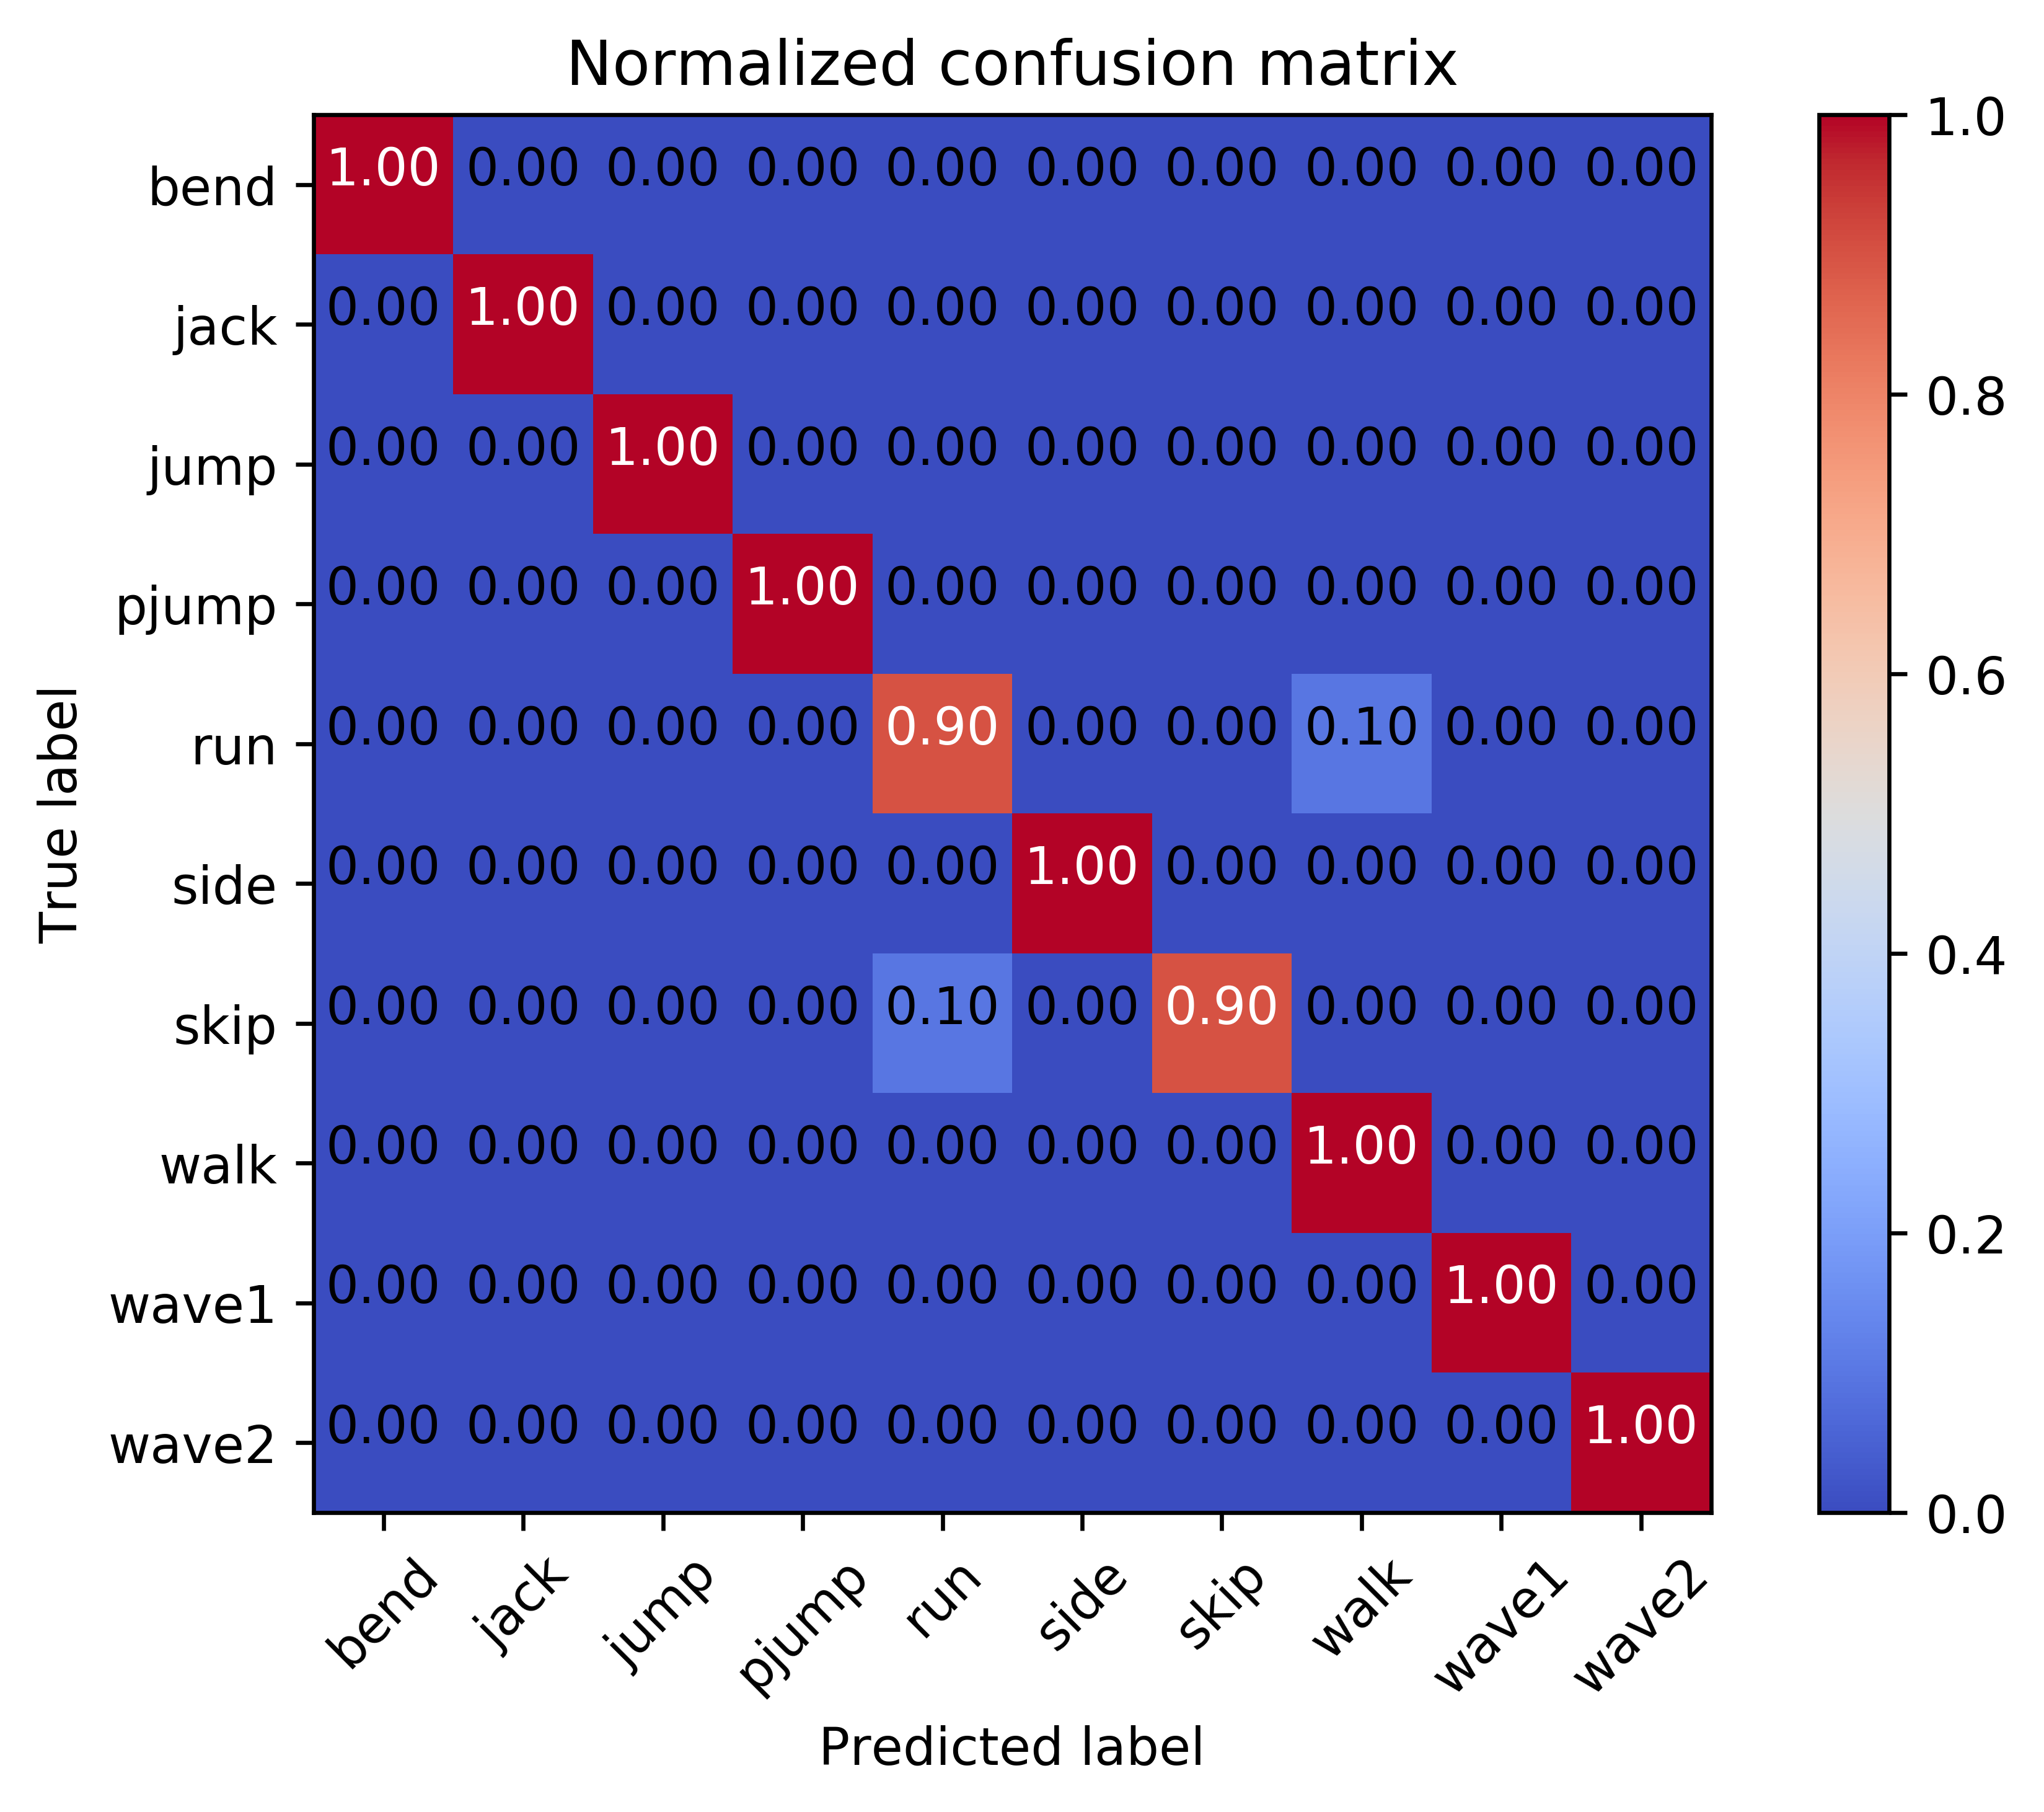 Normalized confusion matrix
bend 1.00 0.00 0.00 0.00 0.00 0.00 0.00 0.00 0.00 0.00
jack 0.00 1.00 0.00 0.00 0.00 0.00 0.00 0.00 0.00 0.00
jump 0.00 0.00 1.00 0.00 0.00 0.00 0.00 0.00 0.00 0.00
pjump 0.00 0.00 0.00 1.00 0.00 0.00 0.00 0.00 0.00 0.00
run 0.00 0.00 0.00 0.00 0.90 0.00 0.00 0.10 0.00 0.00
side 0.00 0.00 0.00 0.00 0.00 1.00 0.00 0.00 0.00 0.00
skip 0.00 0.00 0.00 0.00 0.10 0.00 0.90 0.00 0.00 0.00
walk 0.00 0.00 0.00 0.00 0.00 0.00 0.00 1.00 0.00 0.00
wave1 0.00 0.00 0.00 0.00 0.00 0.00 0.00 0.00 1.00 0.00
wave2 0.00 0.00 0.00 0.00 0.00 0.00 0.00 0.00 0.00 1.00
bend jack jump pjump run side skip walk wave1 wave2
Predicted label
True label
1.0
0.8
0.6
0.4
0.2
0.0